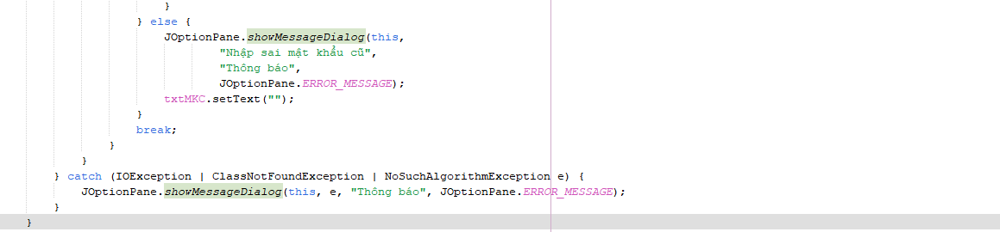 }
} else {
JOptionPane.showMessageDialog(this,
"Nhập sai mật khẩu cũ",
"Thông báo",
JOptionPane.ERROR_MESSAGE);
txtMKC.setText("");
}
break;
}
}
} catch (IOException | ClassNotFoundException | NoSuchAlgorithmException e) {
JOptionPane.showMessageDialog(this, e, "Thông báo", JOptionPane.ERROR_MESSAGE);
}
}